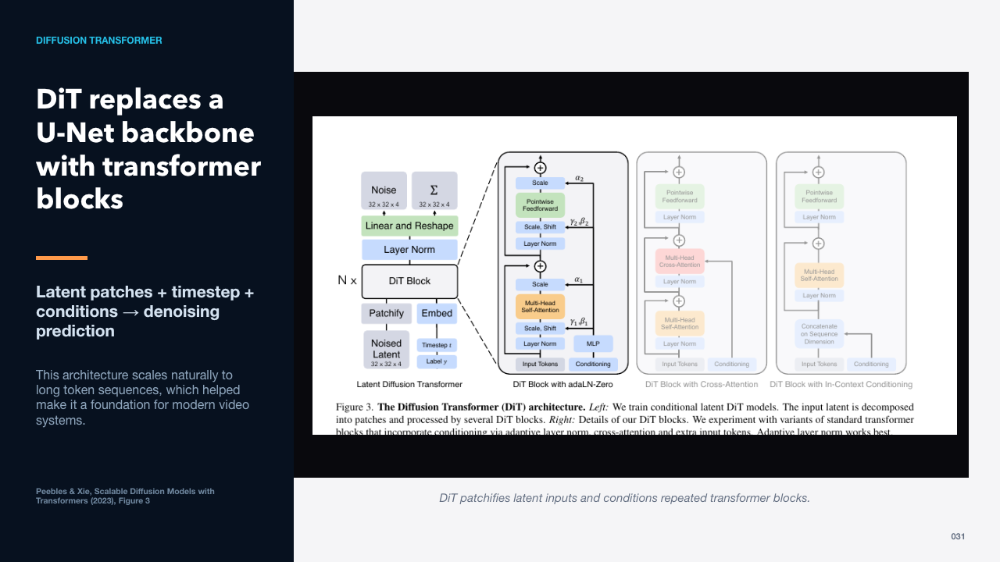 DIFFUSION TRANSFORMER
DiT replaces a
U-Net backbone
with transformer
blocks
Latent patches + timestep +
conditions → denoising
prediction
This architecture scales naturally to
long token sequences, which helped
make it a foundation for modern video
systems.
Peebles & Xie, Scalable Diffusion Models with
Transformers (2023), Figure 3
Noise
32 x 32 x 4
Σ
32 x 32 x 4
Linear and Reshape
Layer Norm
N x
DiT Block
Patchify
Embed
Noised
Latent
32 x 32 x 4
Timestep t
Label y
Latent Diffusion Transformer
Scale
α₂
Pointwise
Feedforward
Scale, Shift
γ₂,β₂
Layer Norm
Scale
α₁
Multi-Head
Self-Attention
Scale, Shift
γ₁,β₁
Layer Norm
MLP
Input Tokens
Conditioning
DiT Block with adaLN-Zero
Pointwise
Feedforward
Layer Norm
Multi-Head
Cross-Attention
Layer Norm
Multi-Head
Self-Attention
Layer Norm
Input Tokens
Conditioning
DiT Block with Cross-Attention
Pointwise
Feedforward
Layer Norm
Multi-Head
Self-Attention
Layer Norm
Concatenate
on Sequence
Dimension
Input Tokens
Conditioning
DiT Block with In-Context Conditioning
Figure 3. The Diffusion Transformer (DiT) architecture. Left: We train conditional latent DiT models. The input latent is decomposed
into patches and processed by several DiT blocks. Right: Details of our DiT blocks. We experiment with variants of standard transformer
blocks that incorporate conditioning via adaptive layer norm, cross-attention and extra input tokens. Adaptive layer norm works best.
DiT patchifies latent inputs and conditions repeated transformer blocks.
031